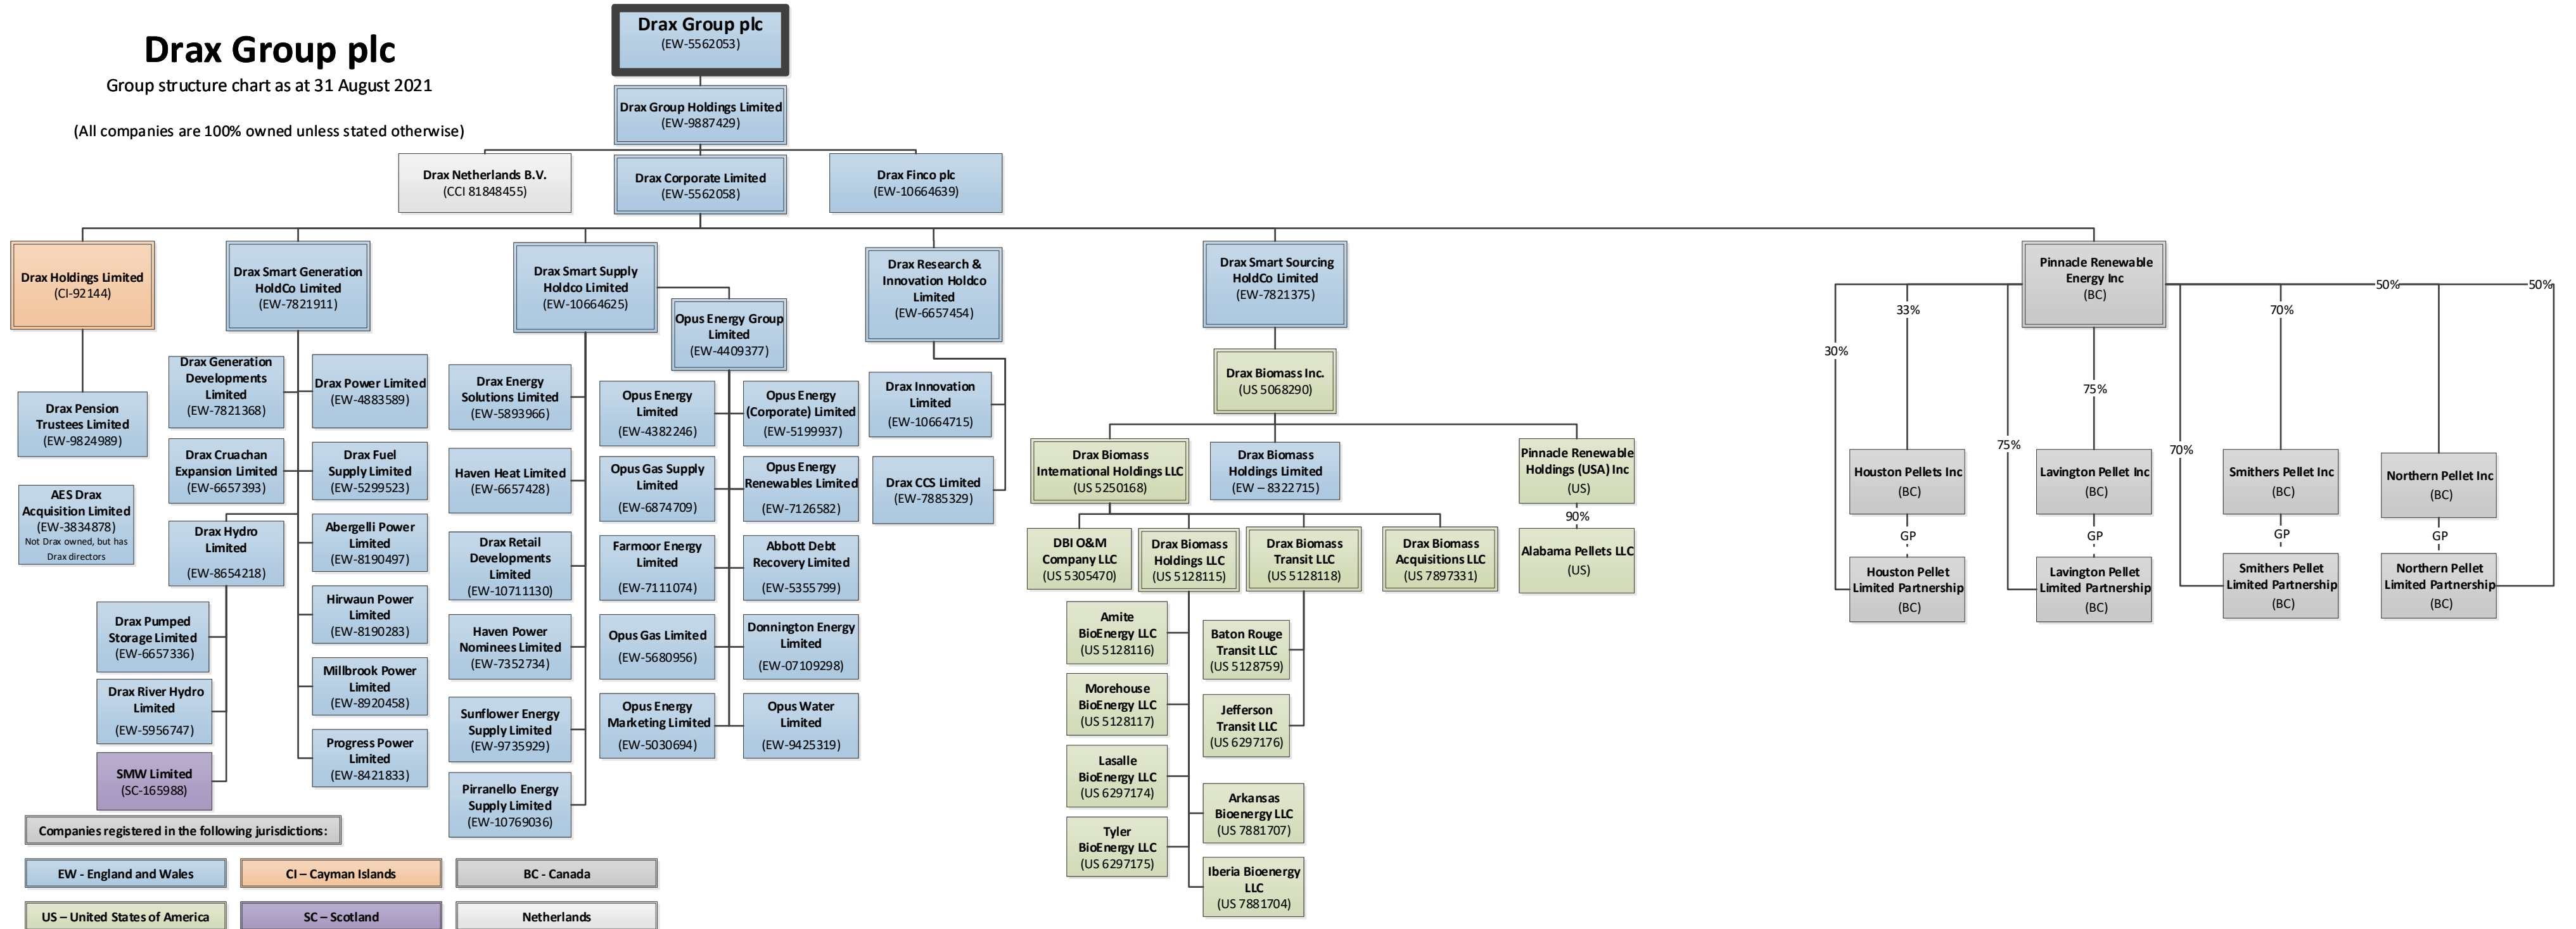 Drax Group plc
Group structure chart as at 31 August 2021
(All companies are 100% owned unless stated otherwise)
Drax Group plc
(EW-5562053)
Drax Group Holdings Limited
(EW-9887429)
Drax Netherlands B.V.
(CCI 81848455)
Drax Corporate Limited
(EW-5562058)
Drax Finco plc
(EW-10664639)
Drax Holdings Limited
(CI-92144)
Drax Pension
Trustees Limited
(EW-9824989)
AES Drax
Acquisition Limited
(EW-3834878)
Not Drax owned, but has
Drax directors
Drax Smart Generation
HoldCo Limited
(EW-7821911)
Drax Generation
Developments
Limited
(EW-7821368)
Drax Power Limited
(EW-4883589)
Drax Cruachan
Expansion Limited
(EW-6657393)
Drax Fuel
Supply Limited
(EW-5299523)
Drax Hydro
Limited
(EW-8654218)
Abergelli Power
Limited
(EW-8190497)
Hirwaun Power
Limited
(EW-8190283)
Millbrook Power
Limited
(EW-8920458)
Progress Power
Limited
(EW-8421833)
Drax Pumped
Storage Limited
(EW-6657336)
Drax River Hydro
Limited
(EW-5956747)
SMW Limited
(SC-165988)
Drax Smart Supply
Holdco Limited
(EW-10664625)
Drax Energy
Solutions Limited
(EW-5893966)
Haven Heat Limited
(EW-6657428)
Drax Retail
Developments
Limited
(EW-10711130)
Haven Power
Nominees Limited
(EW-7352734)
Sunflower Energy
Supply Limited
(EW-9735929)
Pirranello Energy
Supply Limited
(EW-10769036)
Opus Energy Group
Limited
(EW-4409377)
Opus Energy
Limited
(EW-4382246)
Opus Energy
(Corporate) Limited
(EW-5199937)
Opus Gas Supply
Limited
(EW-6874709)
Opus Energy
Renewables Limited
(EW-7126582)
Farmoor Energy
Limited
(EW-7111074)
Abbott Debt
Recovery Limited
(EW-5355799)
Opus Gas Limited
(EW-5680956)
Donnington Energy
Limited
(EW-07109298)
Opus Energy
Marketing Limited
(EW-5030694)
Opus Water
Limited
(EW-9425319)
Drax Research &
Innovation Holdco
Limited
(EW-6657454)
Drax Innovation
Limited
(EW-10664715)
Drax CCS Limited
(EW-7885329)
Drax Smart Sourcing
HoldCo Limited
(EW-7821375)
Drax Biomass Inc.
(US 5068290)
Drax Biomass
International Holdings LLC
(US 5250168)
Drax Biomass
Holdings Limited
(EW – 8322715)
Pinnacle Renewable
Holdings (USA) Inc
(US)
90%
Alabama Pellets LLC
(US)
DBI O&M
Company LLC
(US 5305470)
Drax Biomass
Holdings LLC
(US 5128115)
Drax Biomass
Transit LLC
(US 5128118)
Drax Biomass
Acquisitions LLC
(US 7897331)
Amite
BioEnergy LLC
(US 5128116)
Morehouse
BioEnergy LLC
(US 5128117)
Lasalle
BioEnergy LLC
(US 6297174)
Tyler
BioEnergy LLC
(US 6297175)
Baton Rouge
Transit LLC
(US 5128759)
Jefferson
Transit LLC
(US 6297176)
Arkansas
Bioenergy LLC
(US 7881707)
Iberia Bioenergy
LLC
(US 7881704)
Pinnacle Renewable
Energy Inc
(BC)
30%
33%
75%
75%
70%
70%
50%
50%
Houston Pellets Inc
(BC)
GP
Houston Pellet
Limited Partnership
(BC)
Lavington Pellet Inc
(BC)
GP
Lavington Pellet
Limited Partnership
(BC)
Smithers Pellet Inc
(BC)
GP
Smithers Pellet
Limited Partnership
(BC)
Northern Pellet Inc
(BC)
GP
Northern Pellet
Limited Partnership
(BC)
Companies registered in the following jurisdictions:
EW - England and Wales
CI – Cayman Islands
BC - Canada
US – United States of America
SC – Scotland
Netherlands